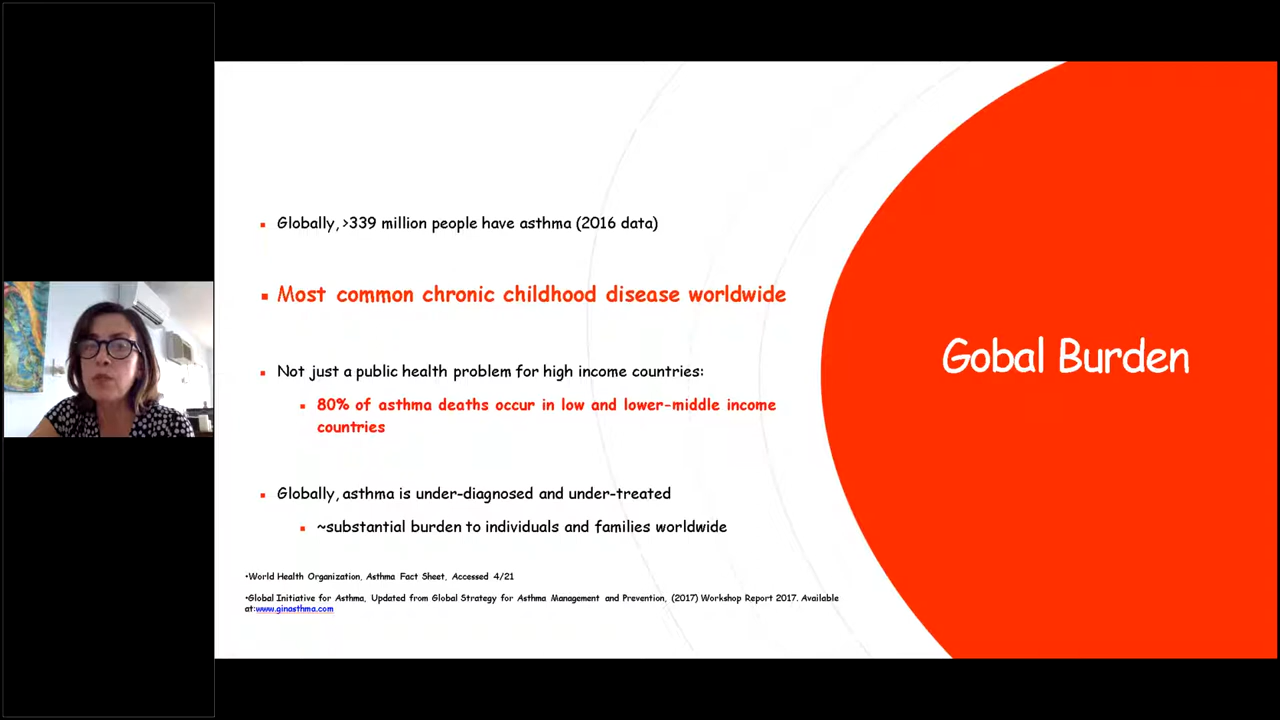 Globally, >339 million people have asthma (2016 data)
Most common chronic childhood disease worldwide
Not just a public health problem for high income countries:
80% of asthma deaths occur in low and lower-middle income
countries
Globally, asthma is under-diagnosed and under-treated
~substantial burden to individuals and families worldwide
•World Health Organization, Asthma Fact Sheet, Accessed 4/21
•Global Initiative for Asthma, Updated from Global Strategy for Asthma Management and Prevention, (2017) Workshop Report 2017. Available
at:www.ginasthma.com
Gobal Burden